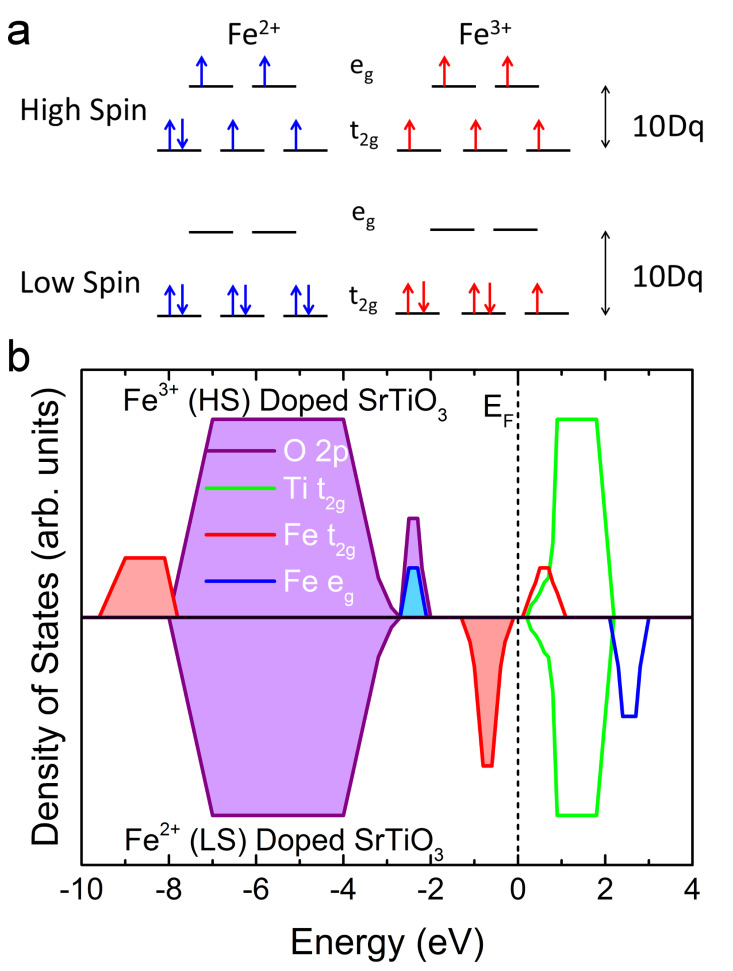 a
Fe2+ Fe3+
eg
High Spin
t2g
10Dq
eg
Low Spin
t2g
10Dq
b
Fe3+ (HS) Doped SrTiO3
EF
O 2p
Ti t2g
Fe t2g
Fe eg
Fe2+ (LS) Doped SrTiO3
Density of States (arb. units)
-10 -8 -6 -4 -2 0 2 4
Energy (eV)